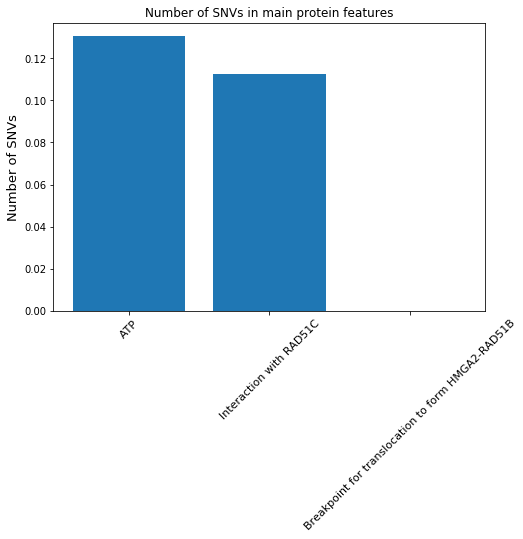 Number of SNVs in main protein features
Number of SNVs
0.12
0.10
0.08
0.06
0.04
0.02
0.00
ATP
Interaction with RAD51C
Breakpoint for translocation to form HMGA2-RAD51B